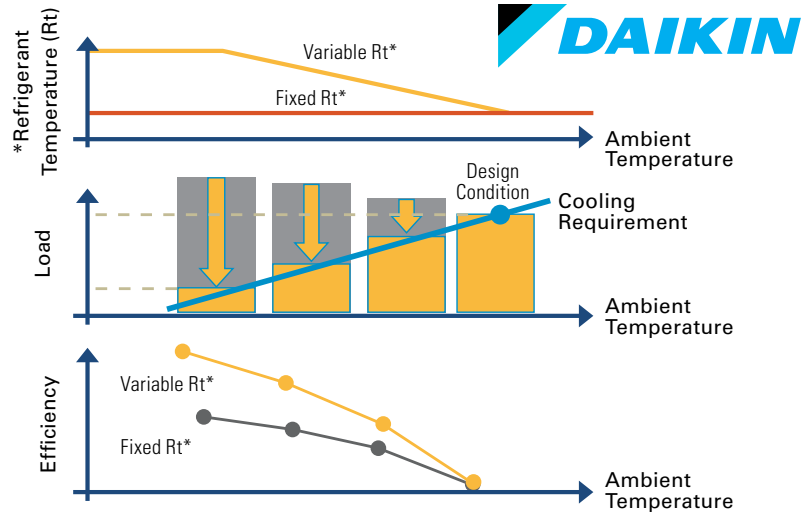 DAIKIN
*Refrigerant
Temperature (Rt)
Variable Rt*
Fixed Rt*
Ambient
Temperature
Load
Design
Condition
Cooling
Requirement
Ambient
Temperature
Efficiency
Variable Rt*
Fixed Rt*
Ambient
Temperature